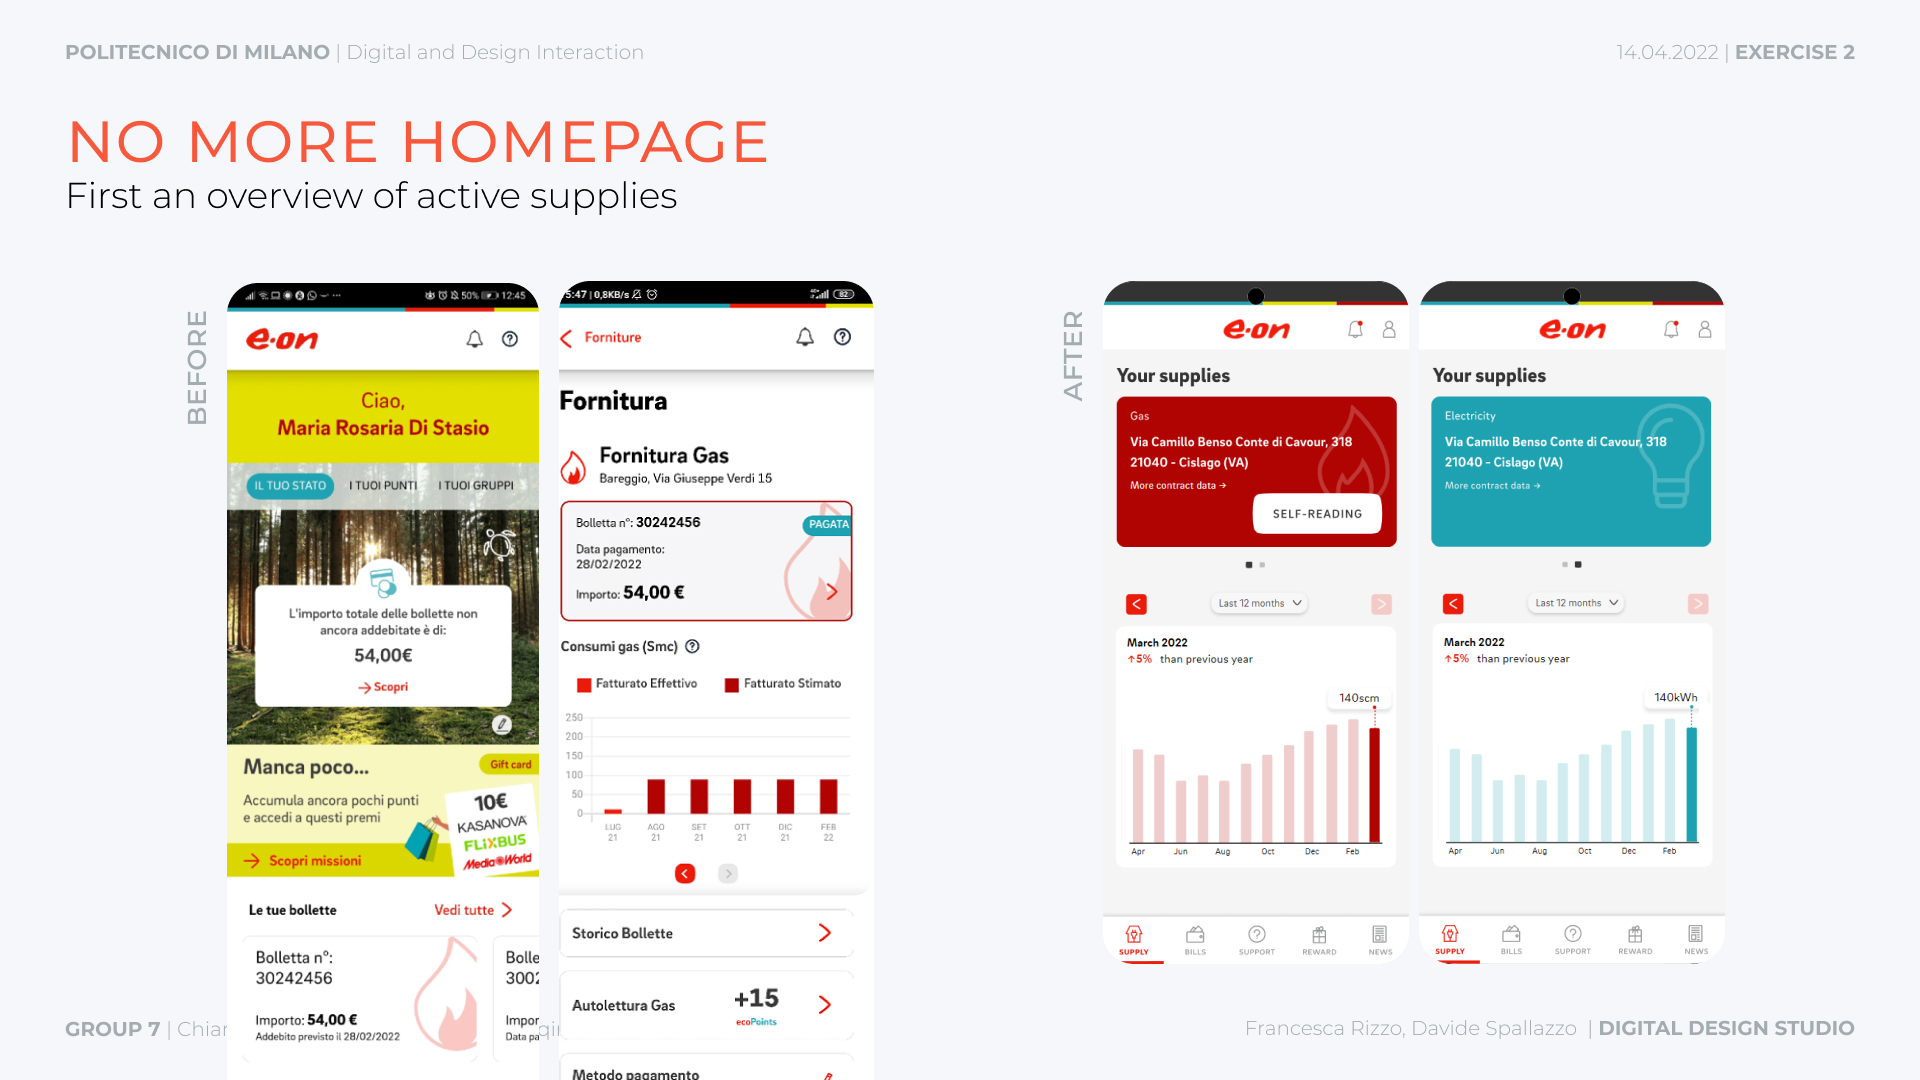 POLITECNICO DI MILANO | Digital and Design Interaction
14.04.2022 | EXERCISE 2
NO MORE HOMEPAGE
First an overview of active supplies
BEFORE
50% 12:45
e·on
Ciao,
Maria Rosaria Di Stasio
IL TUO STATO I TUOI PUNTI I TUOI GRUPPI
L'importo totale delle bollette non
ancora addebitate è di:
54,00€
→ Scopri
Manca poco...
Gift card
Accumula ancora pochi punti
e accedi a questi premi
10€
KASANOVA
FLiXBUS
MediaWorld
→ Scopri missioni
Le tue bollette
Vedi tutte >
Bolletta n°:
30242456
Importo: 54,00 €
Addebito previsto il 28/02/2022
Bolle
3002
Impor
Data pa
5:47 | 0,8KB/s
82
< Forniture
Fornitura
Fornitura Gas
Bareggio, Via Giuseppe Verdi 15
Bolletta n°: 30242456
PAGATA
Data pagamento:
28/02/2022
Importo: 54,00 €
Consumi gas (Smc) ?
Fatturato Effettivo Fatturato Stimato
250
200
150
100
50
0
LUG AGO SET OTT DIC FEB
21 21 21 21 21 22
< >
Storico Bollette >
Autolettura Gas
+15
ecoPoints
Metodo pagamento
AFTER
e·on
Your supplies
Gas
Via Camillo Benso Conte di Cavour, 318
21040 - Cislago (VA)
More contract data →
SELF-READING
< Last 12 months >
March 2022
↑5% than previous year
140scm
Apr Jun Aug Oct Dec Feb
SUPPLY BILLS SUPPORT REWARD NEWS
e·on
Your supplies
Electricity
Via Camillo Benso Conte di Cavour, 318
21040 - Cislago (VA)
More contract data →
< Last 12 months >
March 2022
↑5% than previous year
140kWh
Apr Jun Aug Oct Dec Feb
SUPPLY BILLS SUPPORT REWARD NEWS
GROUP 7 | Chiar
Francesca Rizzo, Davide Spallazzo | DIGITAL DESIGN STUDIO